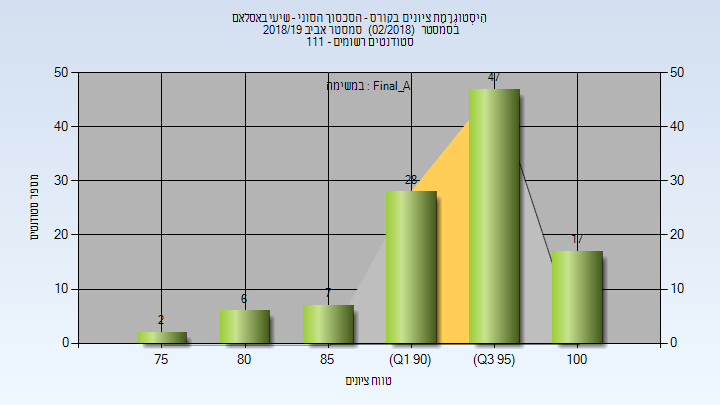 היסטוגרמת ציונים בקורס - הסכסוך הסוני - שיעי באסלאם
בסמסטר (02/2018) סמסטר אביב 2018/19
סטודנטים רשומים - 111
במשימה : Final_A
מספר סטודנטים
50
40
30
20
10
0
50
40
30
20
10
0
2
6
7
28
47
17
75
80
85
(Q1 90)
(Q3 95)
100
טווח ציונים